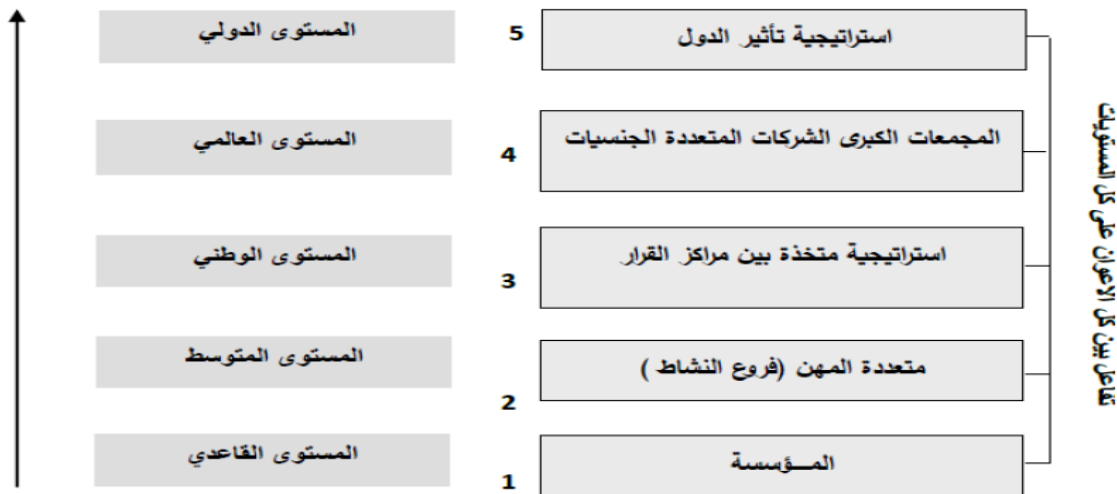 استراتيجية تأثير الدول
5
المستوى الدولي
المجمعات الكبرى الشركات المتعددة الجنسيات
4
المستوى العالمي
استراتيجية متخذة بين مراكز القرار
3
المستوى الوطني
متعددة المهن (فروع النشاط )
2
المستوى المتوسط
المـــؤسسة
1
المستوى القاعدي
تفاعل بين كل الاعوان على كل المستويات